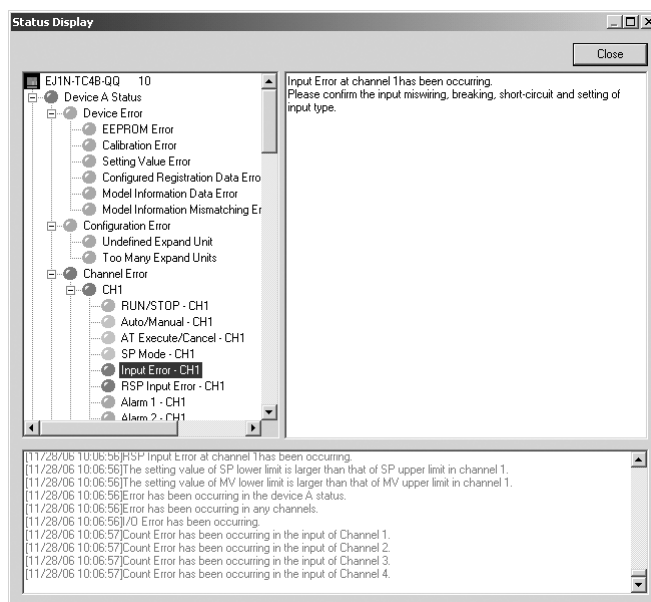 Status Display
Close
EJ1N-TC4B-QQ 10
Device A Status
Device Error
EEPROM Error
Calibration Error
Setting Value Error
Configured Registration Data Erro
Model Information Data Error
Model Information Mismatching Er
Configuration Error
Undefined Expand Unit
Too Many Expand Units
Channel Error
CH1
RUN/STOP - CH1
Auto/Manual - CH1
AT Execute/Cancel - CH1
SP Mode - CH1
Input Error - CH1
RSP Input Error - CH1
Alarm 1 - CH1
Alarm 2 - CH1
Input Error at channel 1has been occurring.
Please confirm the input miswiring, breaking, short-circuit and setting of
input type.
[11/28/06 10:06:56]RSP Input Error at channel 1has been occurring.
[11/28/06 10:06:56]The setting value of SP lower limit is larger than that of SP upper limit in channel 1.
[11/28/06 10:06:56]The setting value of MV lower limit is larger than that of MV upper limit in channel 1.
[11/28/06 10:06:56]Error has been occurring in the device A status.
[11/28/06 10:06:56]Error has been occurring in any channels.
[11/28/06 10:06:56]I/O Error has been occurring.
[11/28/06 10:06:57]Count Error has been occurring in the input of Channel 1.
[11/28/06 10:06:57]Count Error has been occurring in the input of Channel 2.
[11/28/06 10:06:57]Count Error has been occurring in the input of Channel 3.
[11/28/06 10:06:57]Count Error has been occurring in the input of Channel 4.